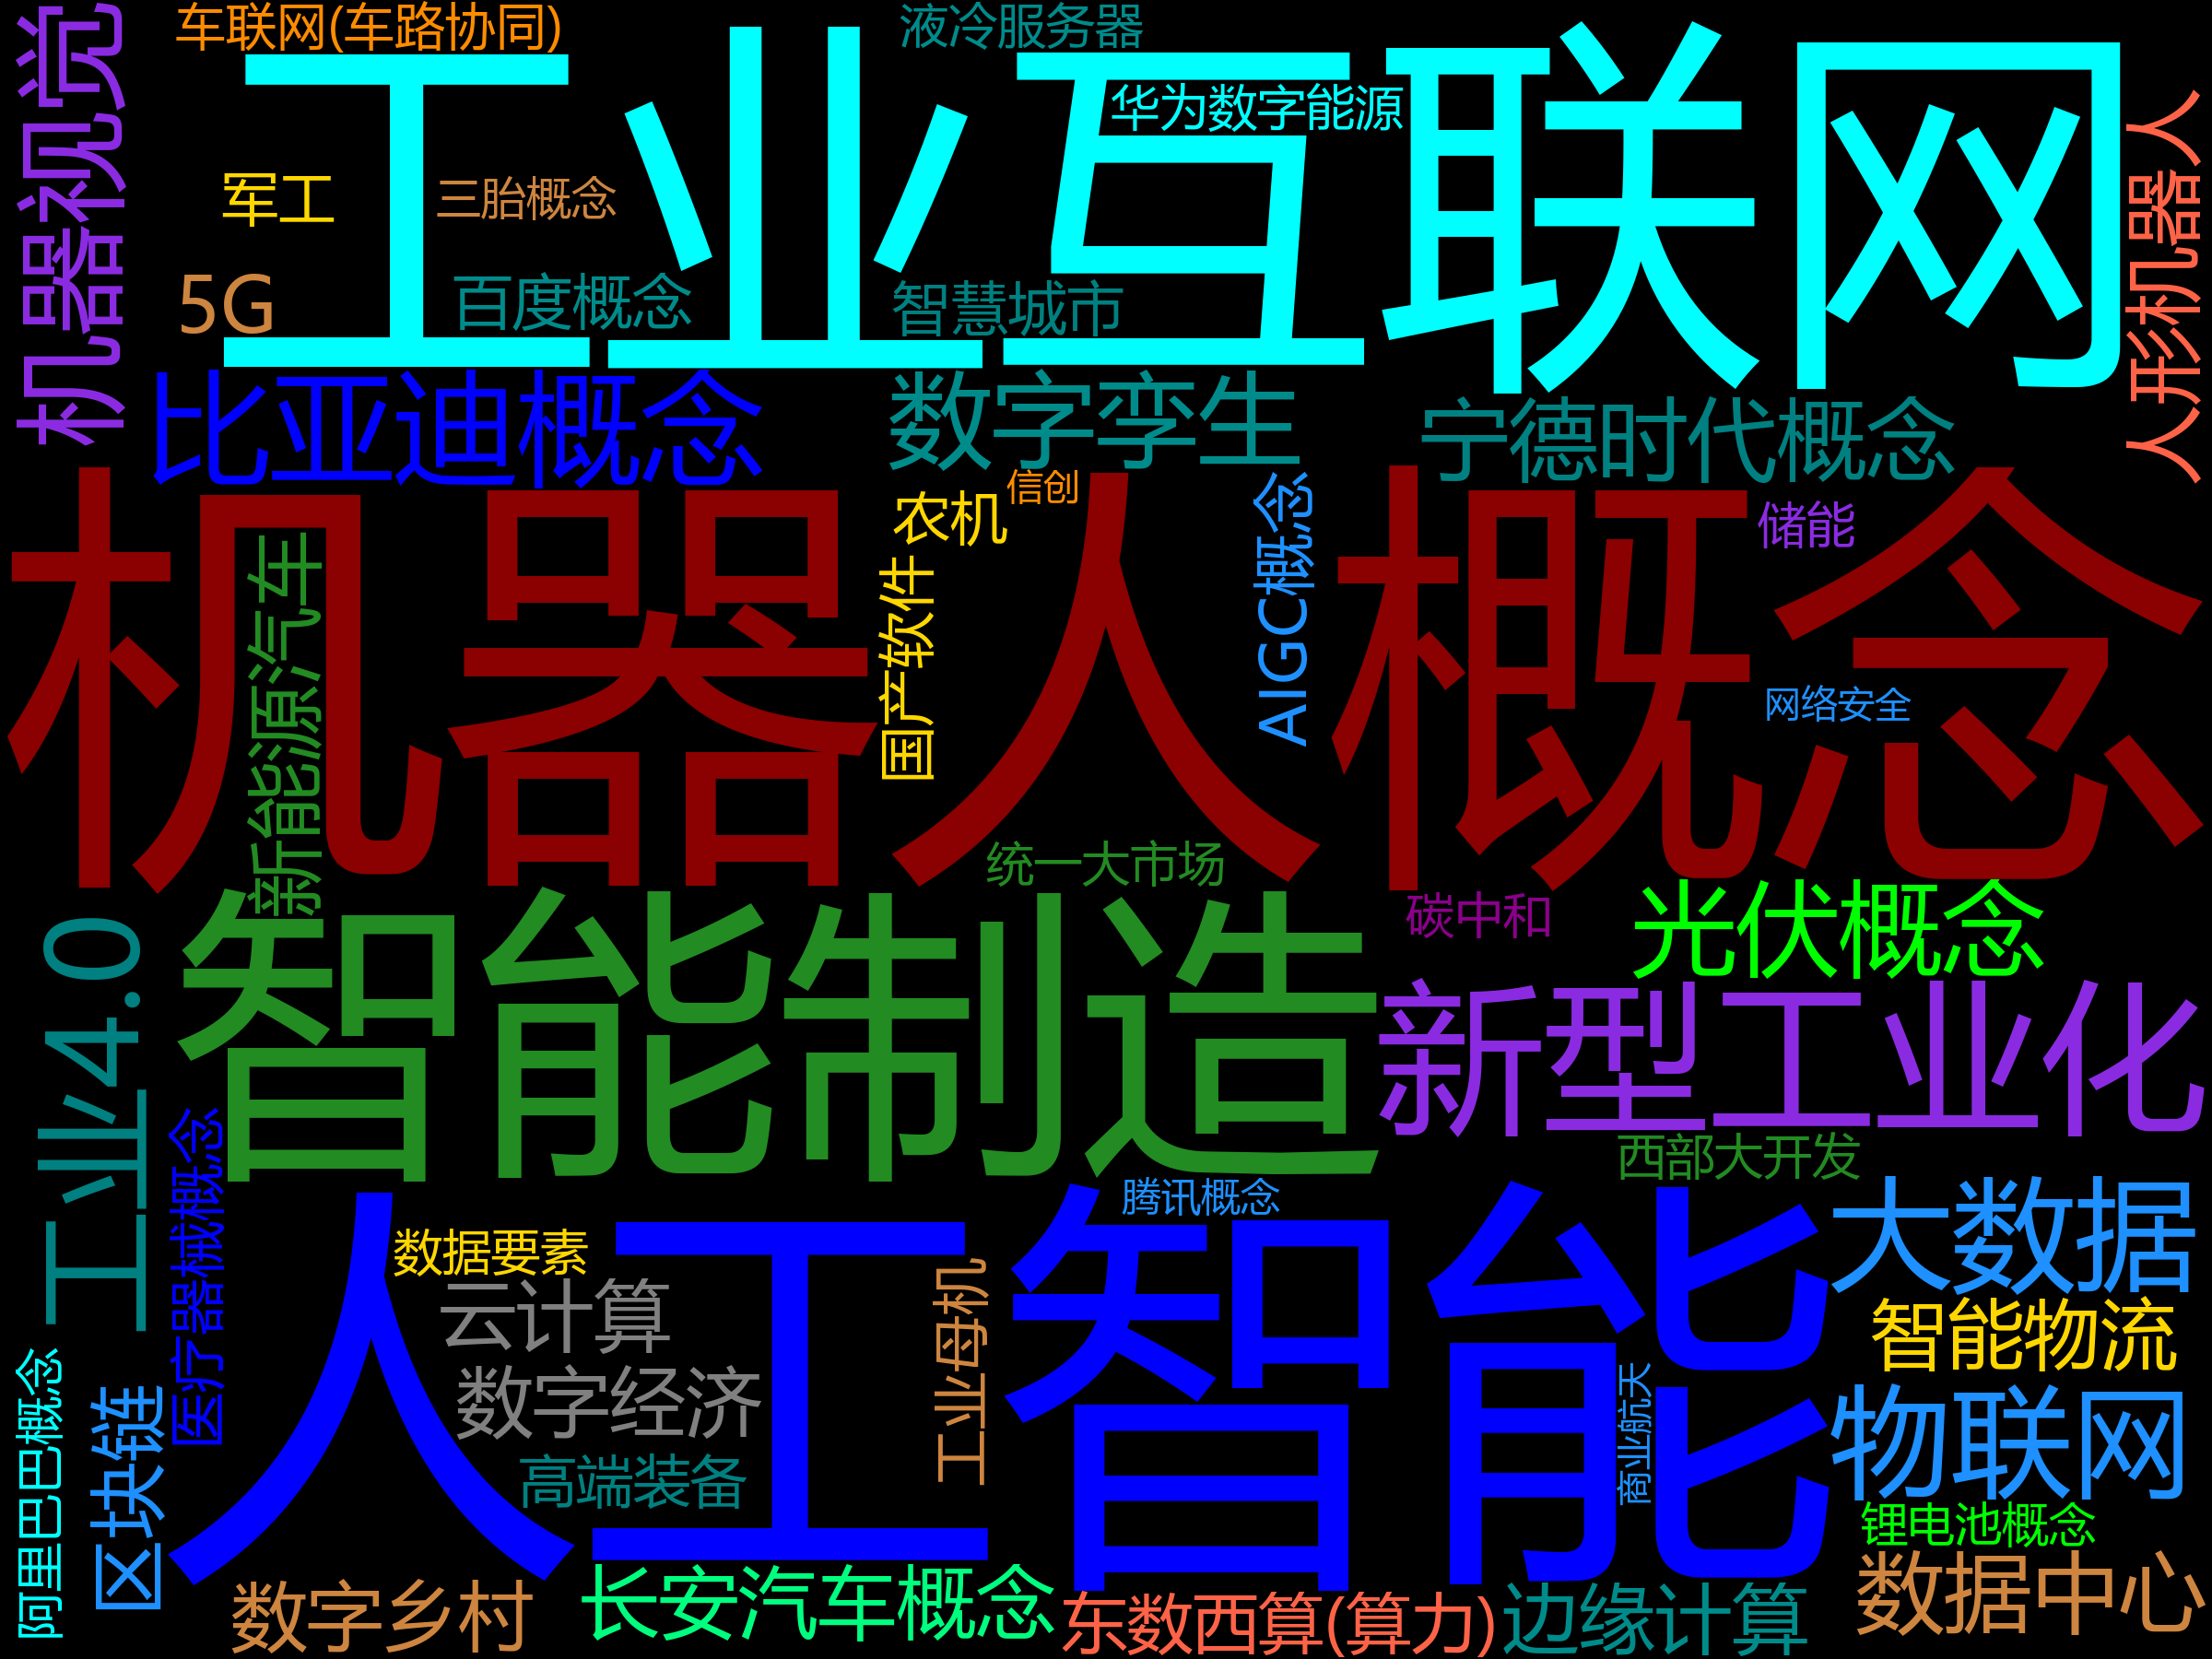 车联网(车路协同)
液冷服务器
工业互联网
华为数字能源
机器视觉
人形机器人
军工
三胎概念
5G
百度概念
智慧城市
比亚迪概念
数字孪生
宁德时代概念
机器人概念
信创
农机
AIGC概念
储能
新能源汽车
国产软件
网络安全
统一大市场
碳中和
光伏概念
智能制造
工业4.0
新型工业化
医疗器械概念
西部大开发
人工智能
腾讯概念
大数据
数据要素
云计算
工业母机
智能物流
阿里巴巴概念
区块链
数字经济
商业航天
物联网
高端装备
锂电池概念
数字乡村
长安汽车概念
东数西算(算力)
边缘计算
数据中心